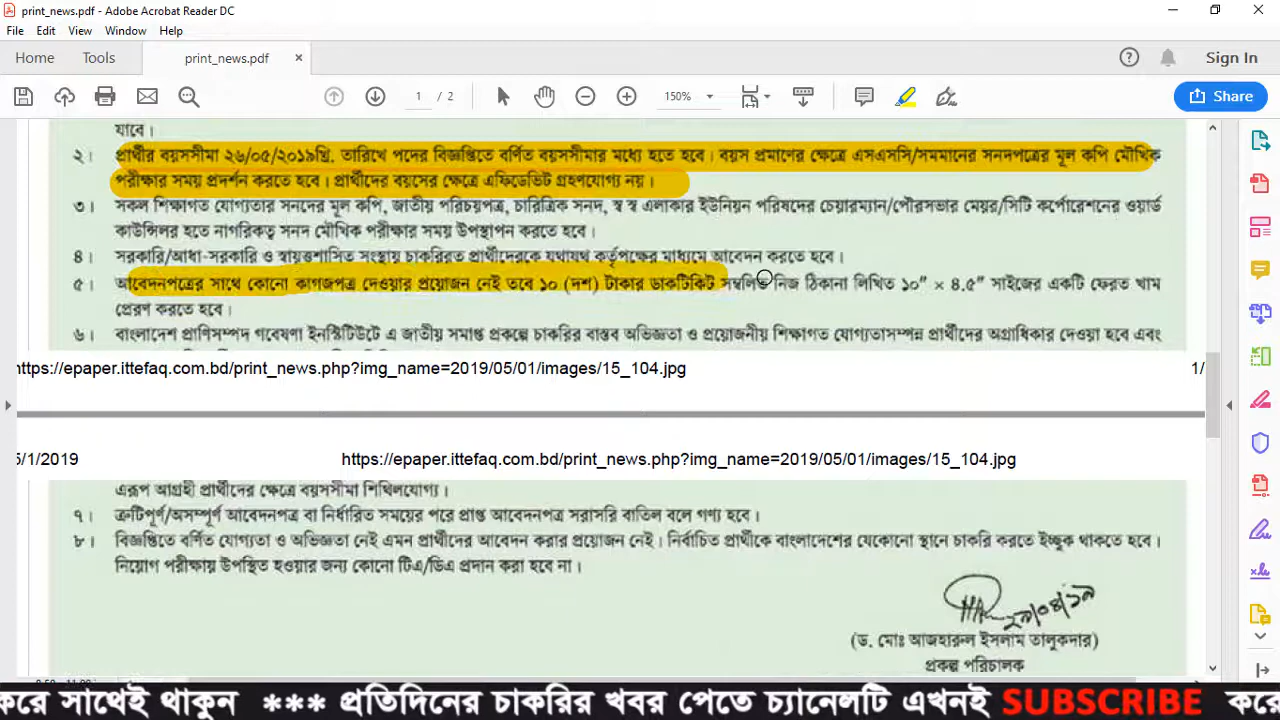 print_news.pdf - Adobe Acrobat Reader DC
File Edit View Window Help
Home Tools print_news.pdf × Sign In
1 / 2 150% Share
যাবে।
২। প্রার্থীর বয়সসীমা ২৬/০৫/২০১৯খ্রি. তারিখে পদের বিজ্ঞপ্তিতে বর্ণিত বয়সসীমার মধ্যে হতে হবে। বয়স প্রমাণের ক্ষেত্রে এসএসসি/সমমানের সনদপত্রের মূল কপি মৌখিক
পরীক্ষার সময় প্রদর্শন করতে হবে। প্রার্থীদের বয়সের ক্ষেত্রে এফিডেভিট গ্রহণযোগ্য নয়।
৩। সকল শিক্ষাগত যোগ্যতার সনদের মূল কপি, জাতীয় পরিচয়পত্র, চারিত্রিক সনদ, স্ব স্ব এলাকার ইউনিয়ন পরিষদের চেয়ারম্যান/পৌরসভার মেয়র/সিটি কর্পোরেশনের ওয়ার্ড
কাউন্সিলর হতে নাগরিকত্ব সনদ মৌখিক পরীক্ষার সময় উপস্থাপন করতে হবে।
৪। সরকারি/আধা-সরকারি ও স্বায়ত্তশাসিত সংস্থায় চাকরিরত প্রার্থীদেরকে যথাযথ কর্তৃপক্ষের মাধ্যমে আবেদন করতে হবে।
৫। আবেদনপত্রের সাথে কোনো কাগজপত্র দেওয়ার প্রয়োজন নেই তবে ১০ (দশ) টাকার ডাকটিকিট সম্বলিত নিজ ঠিকানা লিখিত ১০″ × ৪.৫″ সাইজের একটি ফেরত খাম
প্রেরণ করতে হবে।
৬। বাংলাদেশ প্রাণিসম্পদ গবেষণা ইনস্টিটিউটে এ জাতীয় সমাপ্ত প্রকল্পে চাকরির বাস্তব অভিজ্ঞতা ও প্রয়োজনীয় শিক্ষাগত যোগ্যতাসম্পন্ন প্রার্থীদের অগ্রাধিকার দেওয়া হবে এবং
https://epaper.ittefaq.com.bd/print_news.php?img_name=2019/05/01/images/15_104.jpg 1/
5/1/2019 https://epaper.ittefaq.com.bd/print_news.php?img_name=2019/05/01/images/15_104.jpg
এরূপ আগ্রহী প্রার্থীদের ক্ষেত্রে বয়সসীমা শিথিলযোগ্য।
৭। ত্রুটিপূর্ণ/অসম্পূর্ণ আবেদনপত্র বা নির্ধারিত সময়ের পরে প্রাপ্ত আবেদনপত্র সরাসরি বাতিল বলে গণ্য হবে।
৮। বিজ্ঞপ্তিতে বর্ণিত যোগ্যতা ও অভিজ্ঞতা নেই এমন প্রার্থীদের আবেদন করার প্রয়োজন নেই। নির্বাচিত প্রার্থীকে বাংলাদেশের যেকোনো স্থানে চাকরি করতে ইচ্ছুক থাকতে হবে।
নিয়োগ পরীক্ষায় উপস্থিত হওয়ার জন্য কোনো টিএ/ডিএ প্রদান করা হবে না।
২৯/০৪/১৯
(ড. মোঃ আজহারুল ইসলাম তালুকদার)
প্রকল্প পরিচালক
করে সাথেই থাকুন *** প্রতিদিনের চাকরির খবর পেতে চ্যানেলটি এখনই SUBSCRIBE করে